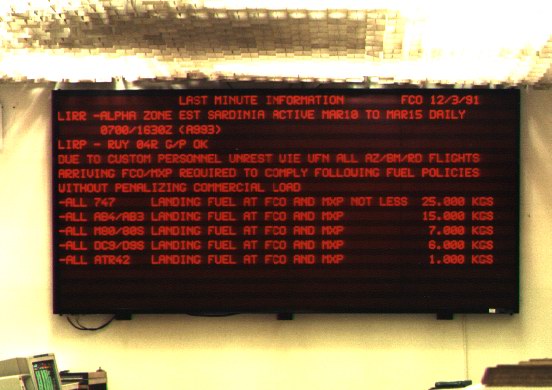 LAST MINUTE INFORMATION FCO 12/3/91
LIRR -ALPHA ZONE EST SARDINIA ACTIVE MAR10 TO MAR15 DAILY
0700/1630Z (A993)
LIRP - RWY 04R G/P OK
DUE TO CUSTOM PERSONNEL UNREST WIE UFN ALL AZ/BM/RD FLIGHTS
ARRIVING FCO/MXP REQUIRED TO COMPLY FOLLOWING FUEL POLICIES
WITHOUT PENALIZING COMMERCIAL LOAD
-ALL 747 LANDING FUEL AT FCO AND MXP NOT LESS 25.000 KGS
-ALL AB4/AB3 LANDING FUEL AT FCO AND MXP 15.000 KGS
-ALL M80/80S LANDING FUEL AT FCO AND MXP 7.000 KGS
-ALL DC9/D9S LANDING FUEL AT FCO AND MXP 6.000 KGS
-ALL ATR42 LANDING FUEL AT FCO AND MXP 1.000 KGS